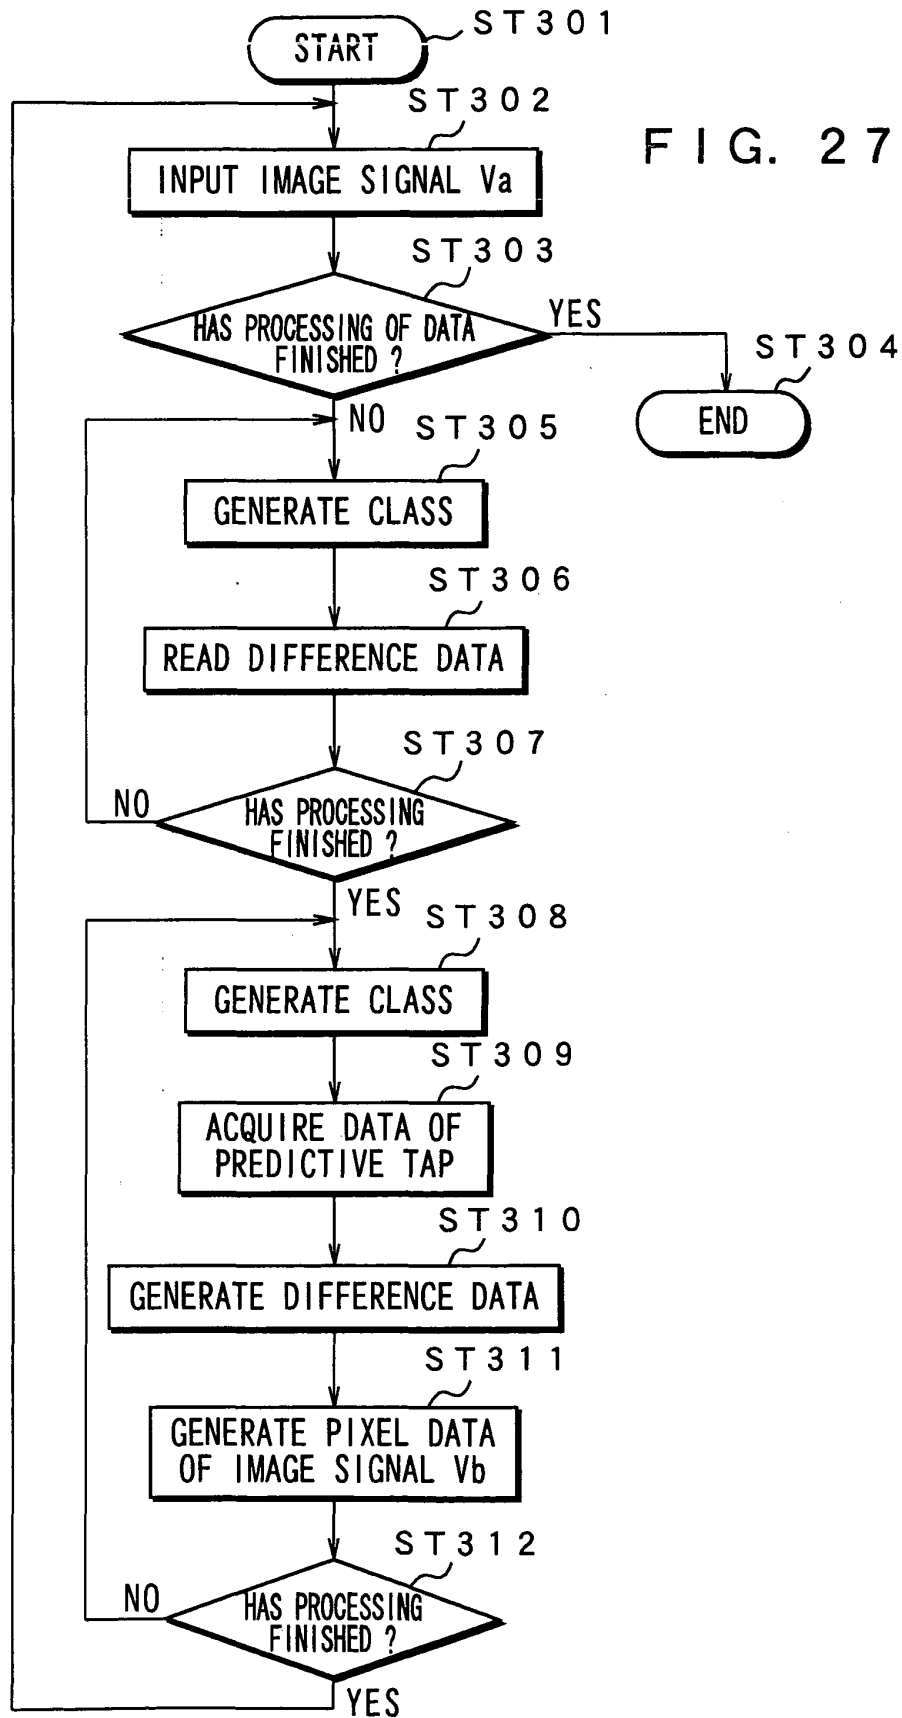 START
ST301
ST302
FIG. 27
INPUT IMAGE SIGNAL Va
ST303
HAS PROCESSING OF DATA
FINISHED ?
YES
ST304
END
NO
ST305
GENERATE CLASS
ST306
READ DIFFERENCE DATA
ST307
HAS PROCESSING
FINISHED ?
NO
YES
ST308
GENERATE CLASS
ST309
ACQUIRE DATA OF
PREDICTIVE TAP
ST310
GENERATE DIFFERENCE DATA
ST311
GENERATE PIXEL DATA
OF IMAGE SIGNAL Vb
ST312
HAS PROCESSING
FINISHED ?
NO
YES